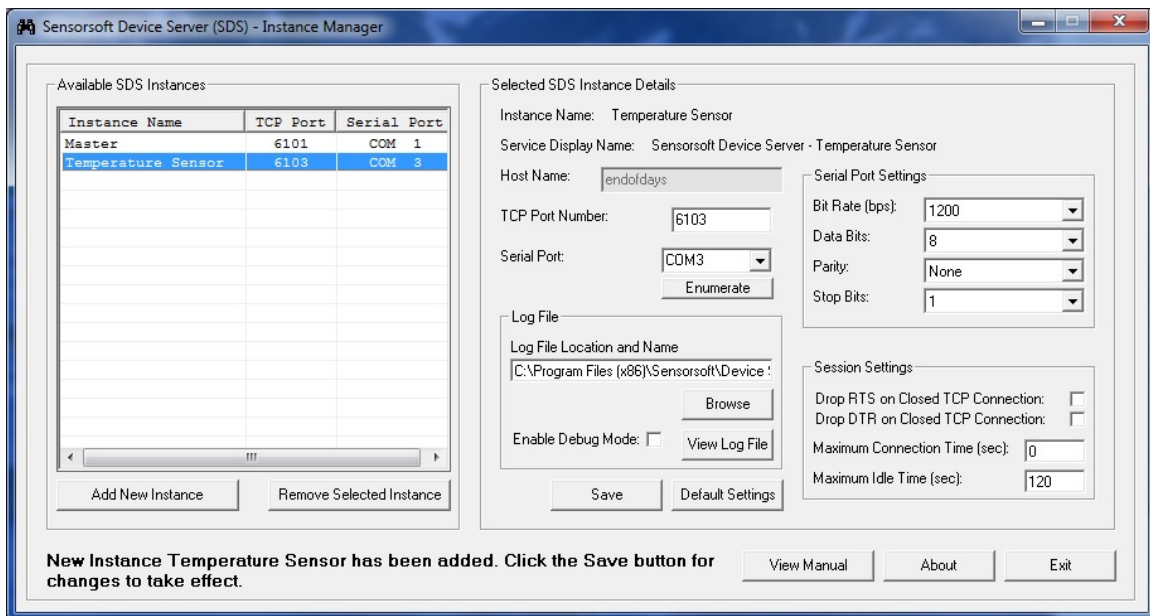 Sensorsoft Device Server (SDS) - Instance Manager
Available SDS Instances
Instance Name TCP Port Serial Port
Master 6101 COM 1
Temperature Sensor 6103 COM 3
Add New Instance Remove Selected Instance
Selected SDS Instance Details
Instance Name: Temperature Sensor
Service Display Name: Sensorsoft Device Server - Temperature Sensor
Host Name: endofdays
TCP Port Number: 6103
Serial Port: COM3
Enumerate
Log File
Log File Location and Name
C:\Program Files (x86)\Sensorsoft\Device
Browse
Enable Debug Mode: View Log File
Save Default Settings
Serial Port Settings
Bit Rate (bps): 1200
Data Bits: 8
Parity: None
Stop Bits: 1
Session Settings
Drop RTS on Closed TCP Connection:
Drop DTR on Closed TCP Connection:
Maximum Connection Time (sec): 0
Maximum Idle Time (sec): 120
New Instance Temperature Sensor has been added. Click the Save button for
changes to take effect.
View Manual About Exit